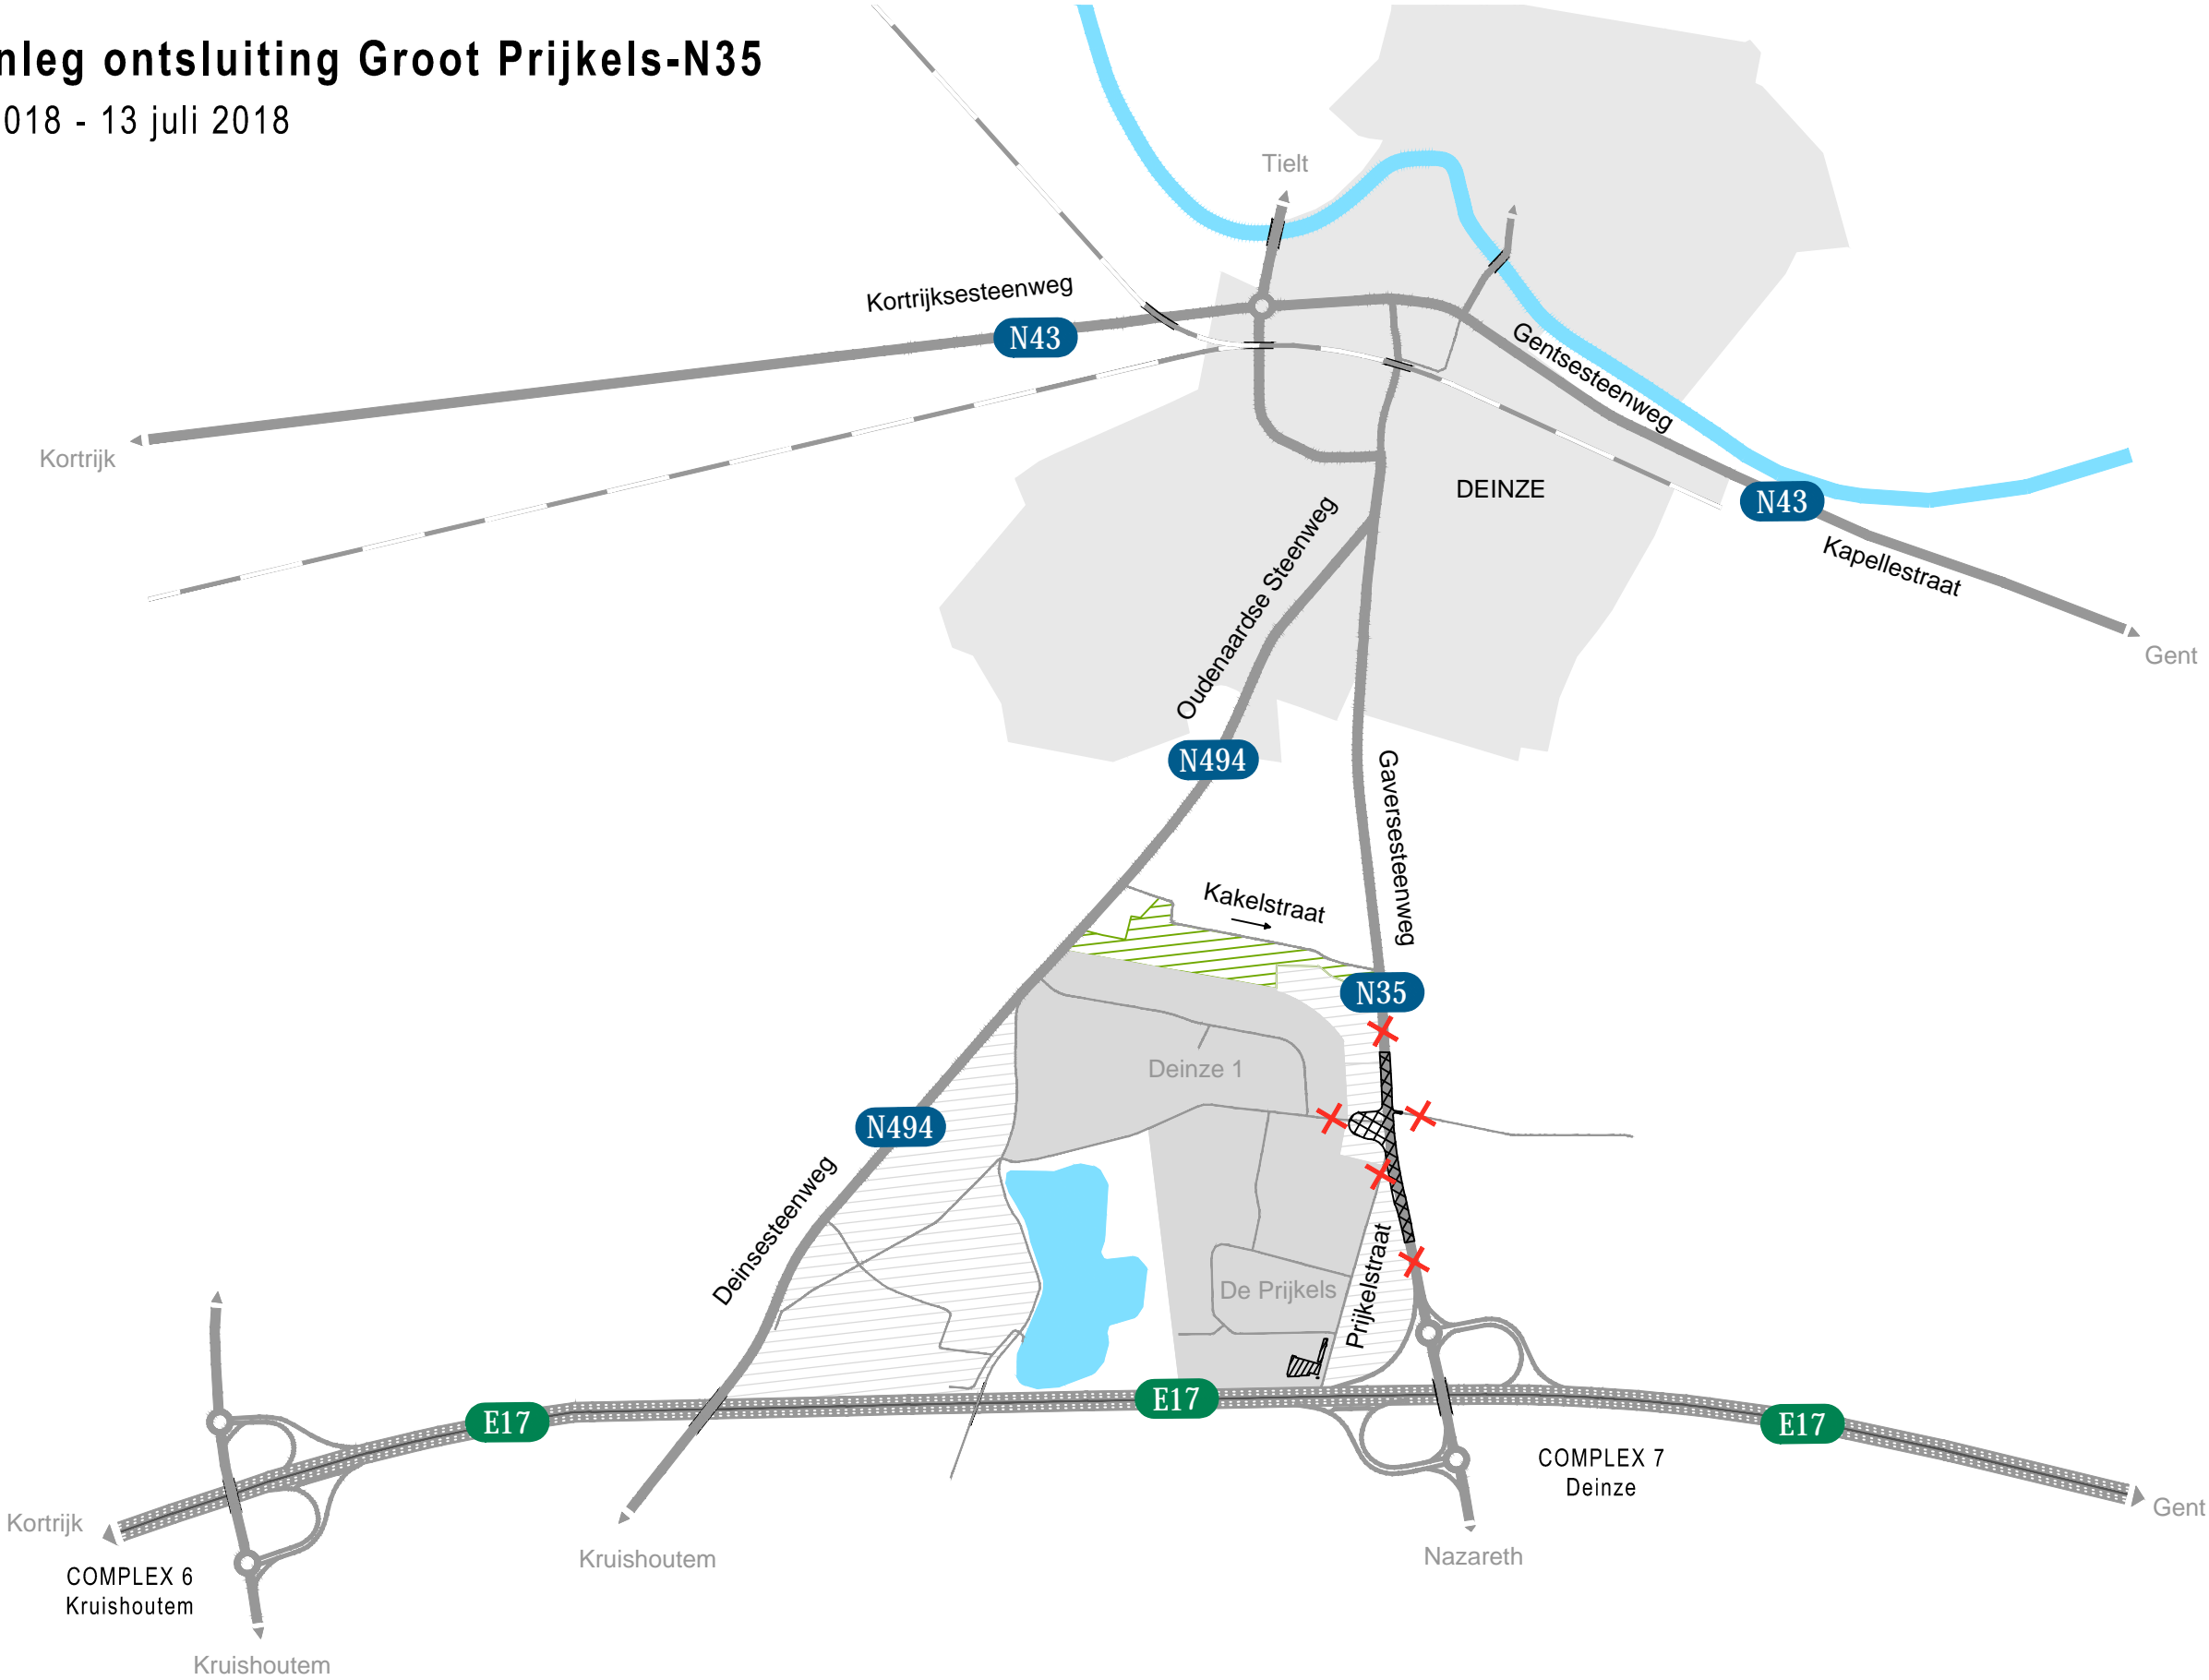 nleg ontsluiting Groot Prijkels-N35
018 - 13 juli 2018
Tielt
Kortrijksesteenweg
N43
Gentsesteenweg
Kortrijk
DEINZE
N43
Kapellestraat
Gent
Oudenaardse Steenweg
N494
Gaversesteenweg
Kakelstraat
N35
Deinze 1
N494
Deinsesteenweg
Prijkelstraat
De Prijkels
E17
E17
E17
COMPLEX 7
Deinze
Kortrijk
Gent
Kruishoutem
Nazareth
COMPLEX 6
Kruishoutem
Kruishoutem